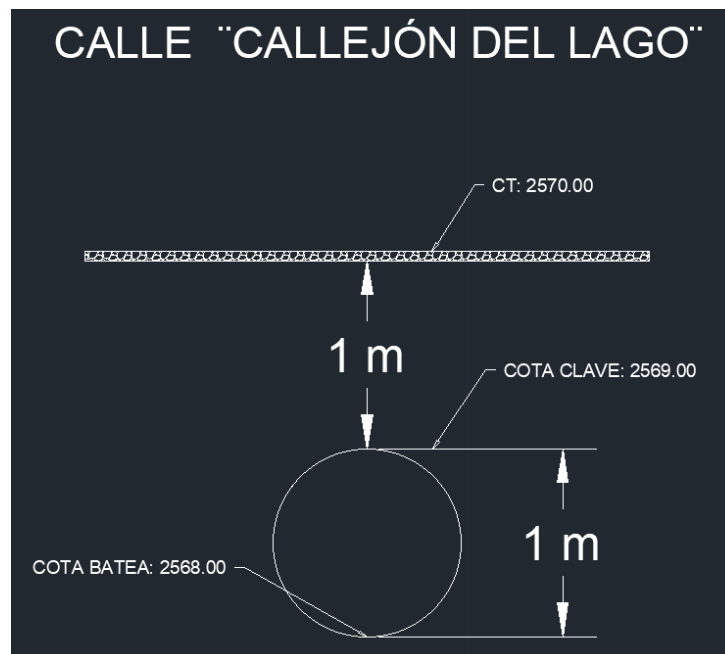 CALLE ¨CALLEJÓN DEL LAGO¨
CT: 2570.00
1 m
COTA CLAVE: 2569.00
1 m
COTA BATEA: 2568.00